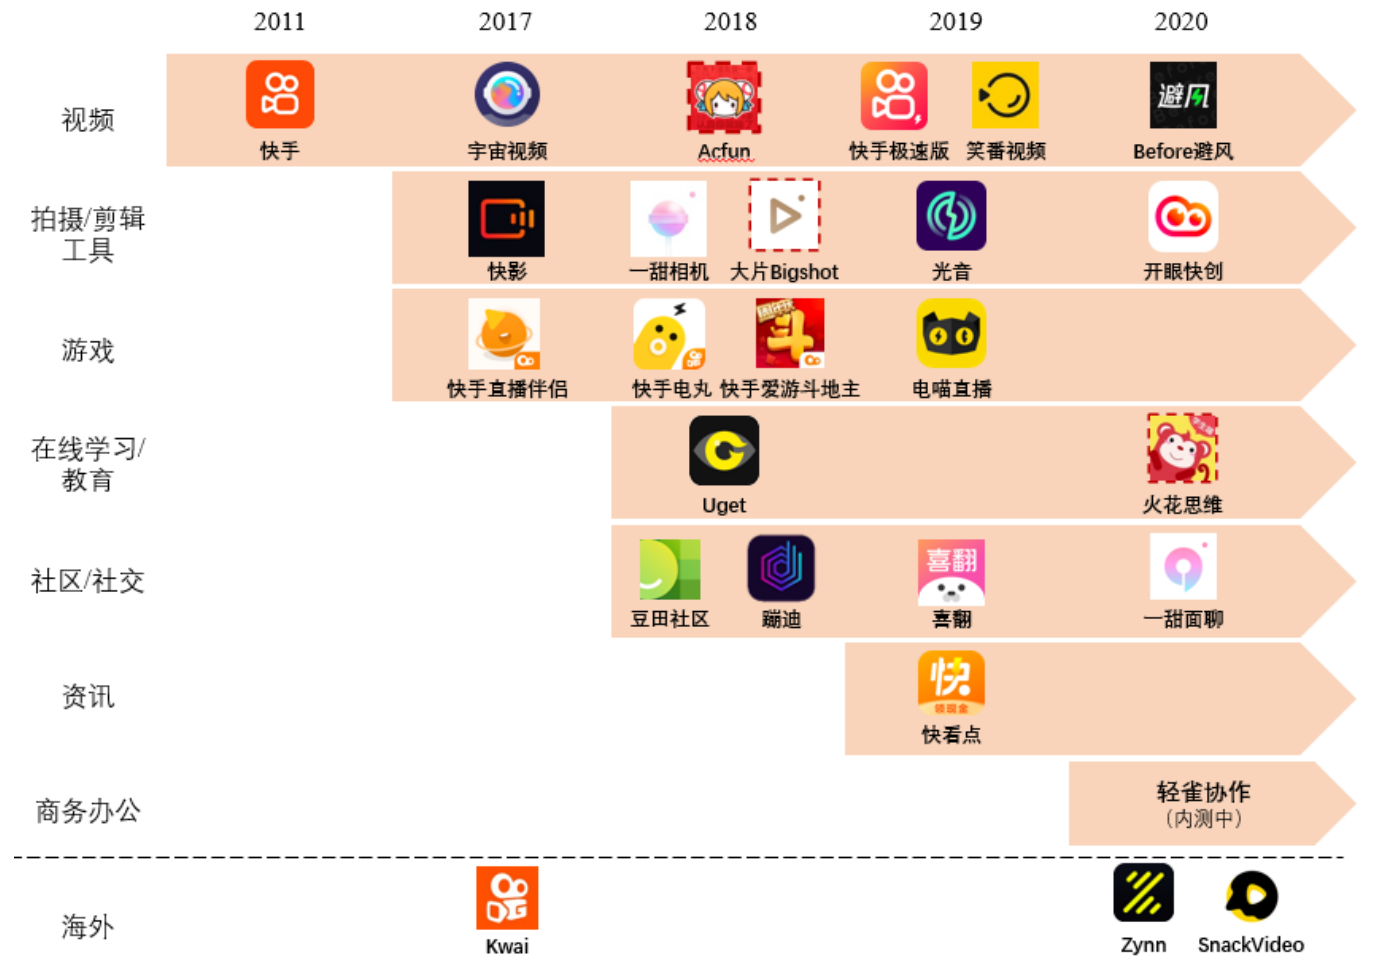 2011 2017 2018 2019 2020
视频
避风
快手 宇宙视频 Acfun 快手极速版 笑番视频 Before避风
拍摄/剪辑
工具
快影 一甜相机 大片Bigshot 光音 开眼快创
游戏
斗
快手直播伴侣 快手电丸 快手爱游斗地主 电喵直播
在线学习/
教育
Uget 火花思维
社区/社交
喜翻
豆田社区 蹦迪 喜翻 一甜面聊
资讯
快
领现金
快看点
商务办公
轻雀协作
（内测中）
海外
Kwai Zynn SnackVideo